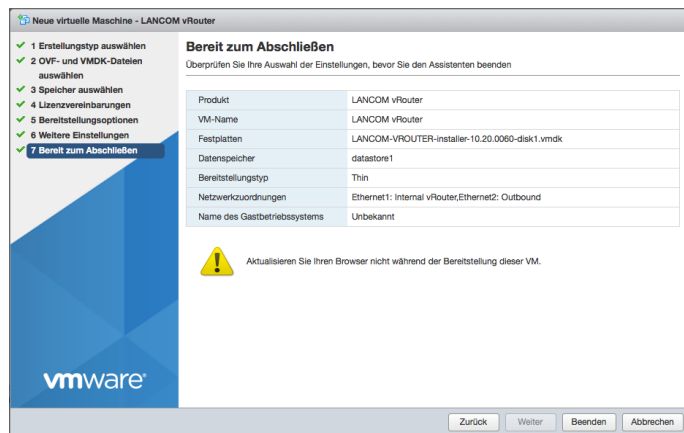 Neue virtuelle Maschine - LANCOM vRouter
1 Erstellungstyp auswählen
2 OVF- und VMDK-Dateien
auswählen
3 Speicher auswählen
4 Lizenzvereinbarungen
5 Bereitstellungsoptionen
6 Weitere Einstellungen
7 Bereit zum Abschließen
vmware®
Bereit zum Abschließen
Überprüfen Sie Ihre Auswahl der Einstellungen, bevor Sie den Assistenten beenden
Produkt LANCOM vRouter
VM-Name LANCOM vRouter
Festplatten LANCOM-VROUTER-installer-10.20.0060-disk1.vmdk
Datenspeicher datastore1
Bereitstellungstyp Thin
Netzwerkzuordnungen Ethernet1: Internal vRouter,Ethernet2: Outbound
Name des Gastbetriebssystems Unbekannt
Aktualisieren Sie Ihren Browser nicht während der Bereitstellung dieser VM.
Zurück Weiter Beenden Abbrechen